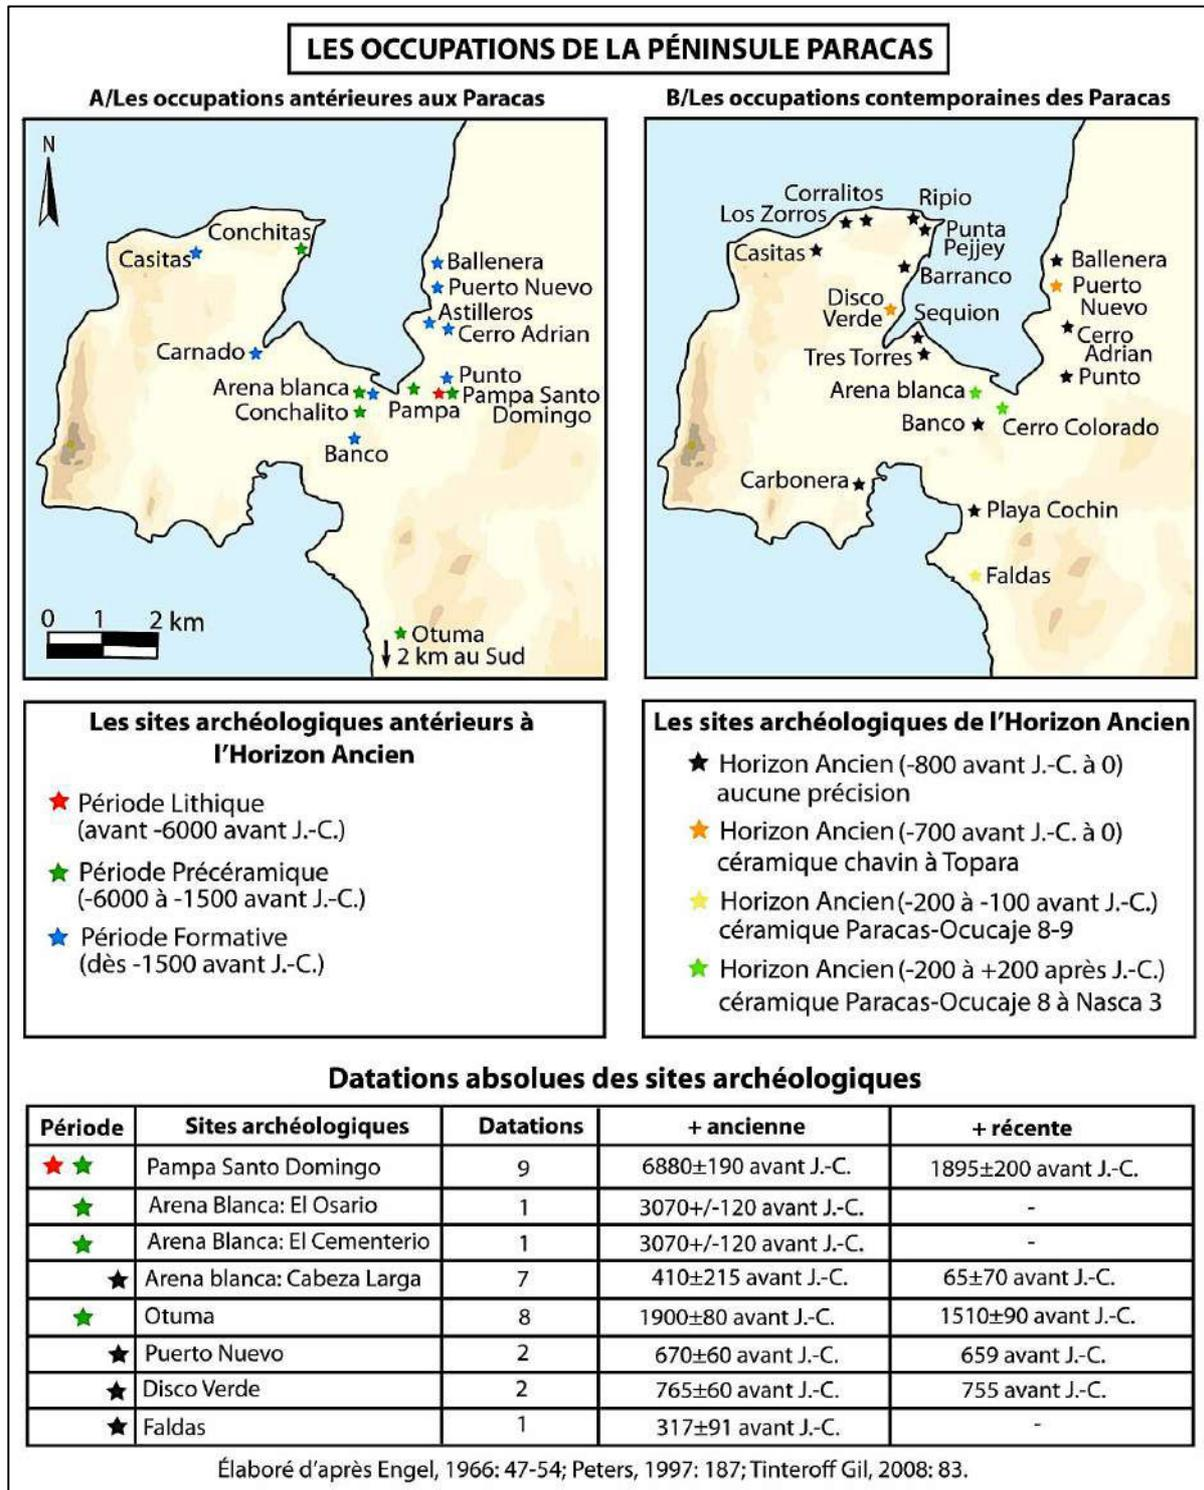 LES OCCUPATIONS DE LA PÉNINSULE PARACAS
A/Les occupations antérieures aux Paracas
N
Conchitas
Casitas
Ballenera
Puerto Nuevo
Astilleros
Cerro Adrian
Carnado
Punto
Arena blanca
Pampa Santo
Domingo
Pampa
Conchalito
Banco
0 1 2 km
Otuma
2 km au Sud
B/Les occupations contemporaines des Paracas
Corralitos
Ripio
Los Zorros
Punta
Pejjey
Casitas
Ballenera
Barranco
Puerto
Nuevo
Disco
Verde
Sequion
Cerro
Adrian
Tres Torres
Punto
Arena blanca
Banco
Cerro Colorado
Carbonera
Playa Cochin
Faldas
Les sites archéologiques antérieurs à
l'Horizon Ancien
Période Lithique
(avant -6000 avant J.-C.)
Période Précéramique
(-6000 à -1500 avant J.-C.)
Période Formative
(dès -1500 avant J.-C.)
Les sites archéologiques de l'Horizon Ancien
Horizon Ancien (-800 avant J.-C. à 0)
aucune précision
Horizon Ancien (-700 avant J.-C. à 0)
céramique chavin à Topara
Horizon Ancien (-200 à -100 avant J.-C.)
céramique Paracas-Ocucaje 8-9
Horizon Ancien (-200 à +200 après J.-C.)
céramique Paracas-Ocucaje 8 à Nasca 3
Datations absolues des sites archéologiques
Période Sites archéologiques Datations + ancienne + récente
Pampa Santo Domingo 9 6880±190 avant J.-C. 1895±200 avant J.-C.
Arena Blanca: El Osario 1 3070+/-120 avant J.-C. -
Arena Blanca: El Cementerio 1 3070+/-120 avant J.-C. -
Arena blanca: Cabeza Larga 7 410±215 avant J.-C. 65±70 avant J.-C.
Otuma 8 1900±80 avant J.-C. 1510±90 avant J.-C.
Puerto Nuevo 2 670±60 avant J.-C. 659 avant J.-C.
Disco Verde 2 765±60 avant J.-C. 755 avant J.-C.
Faldas 1 317±91 avant J.-C. -
Élaboré d'après Engel, 1966: 47-54; Peters, 1997: 187; Tinteroff Gil, 2008: 83.